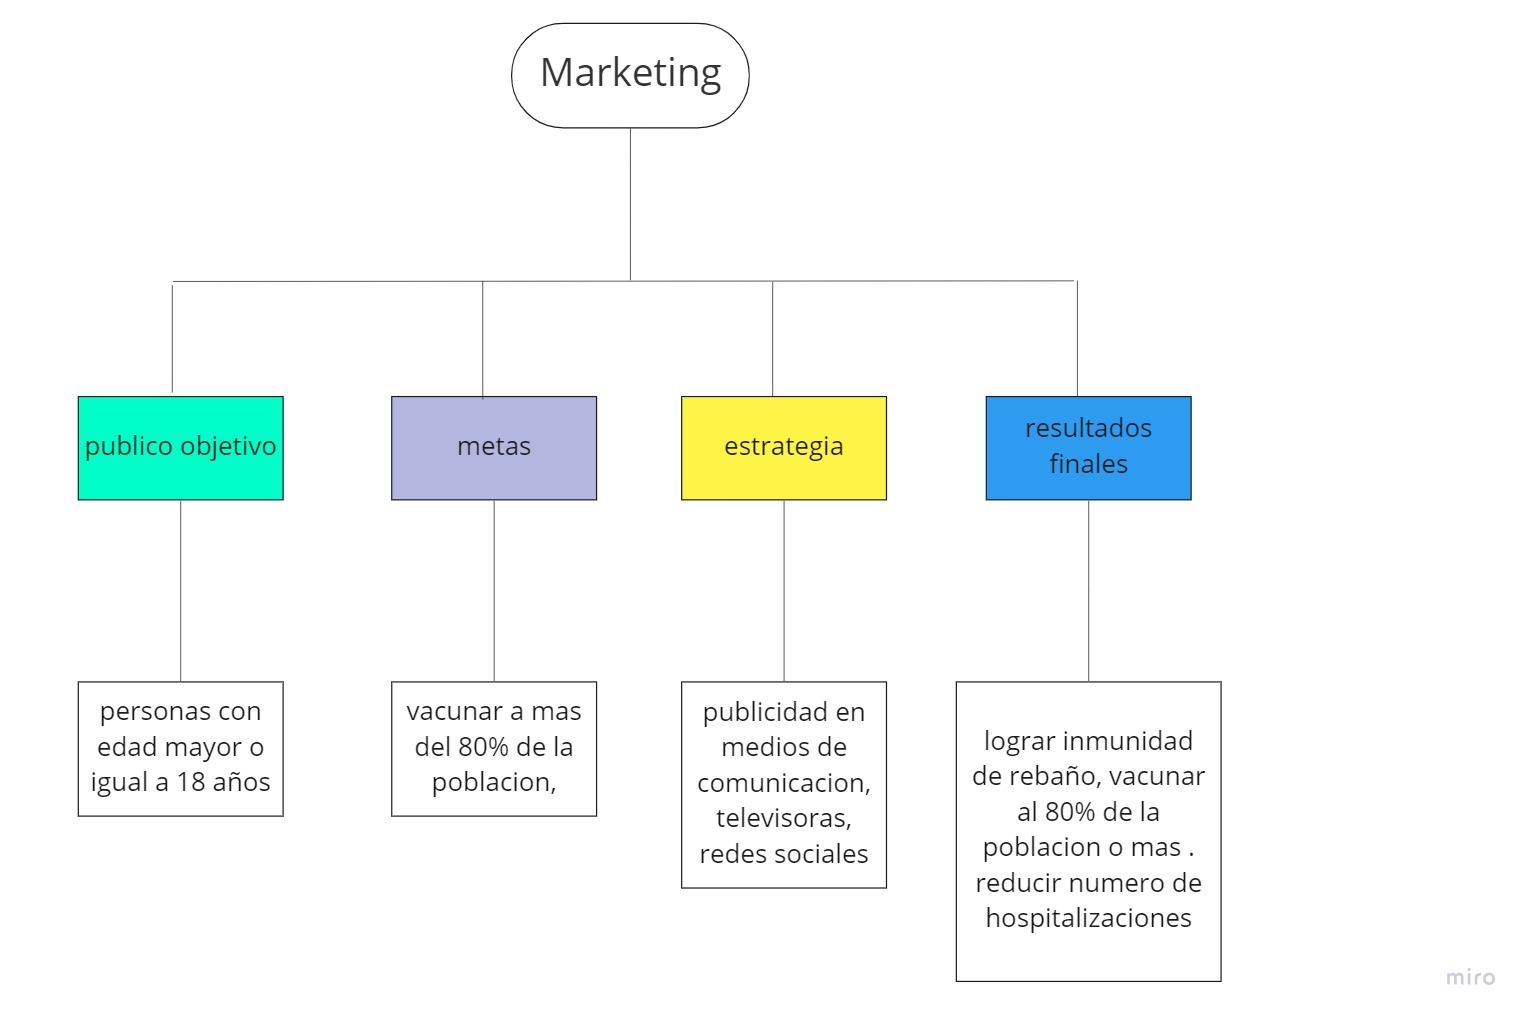 Marketing
publico objetivo
metas
estrategia
resultados
finales
personas con
edad mayor o
igual a 18 años
vacunar a mas
del 80% de la
poblacion,
publicidad en
medios de
comunicacion,
televisoras,
redes sociales
lograr inmunidad
de rebaño, vacunar
al 80% de la
poblacion o mas .
reducir numero de
hospitalizaciones
miro